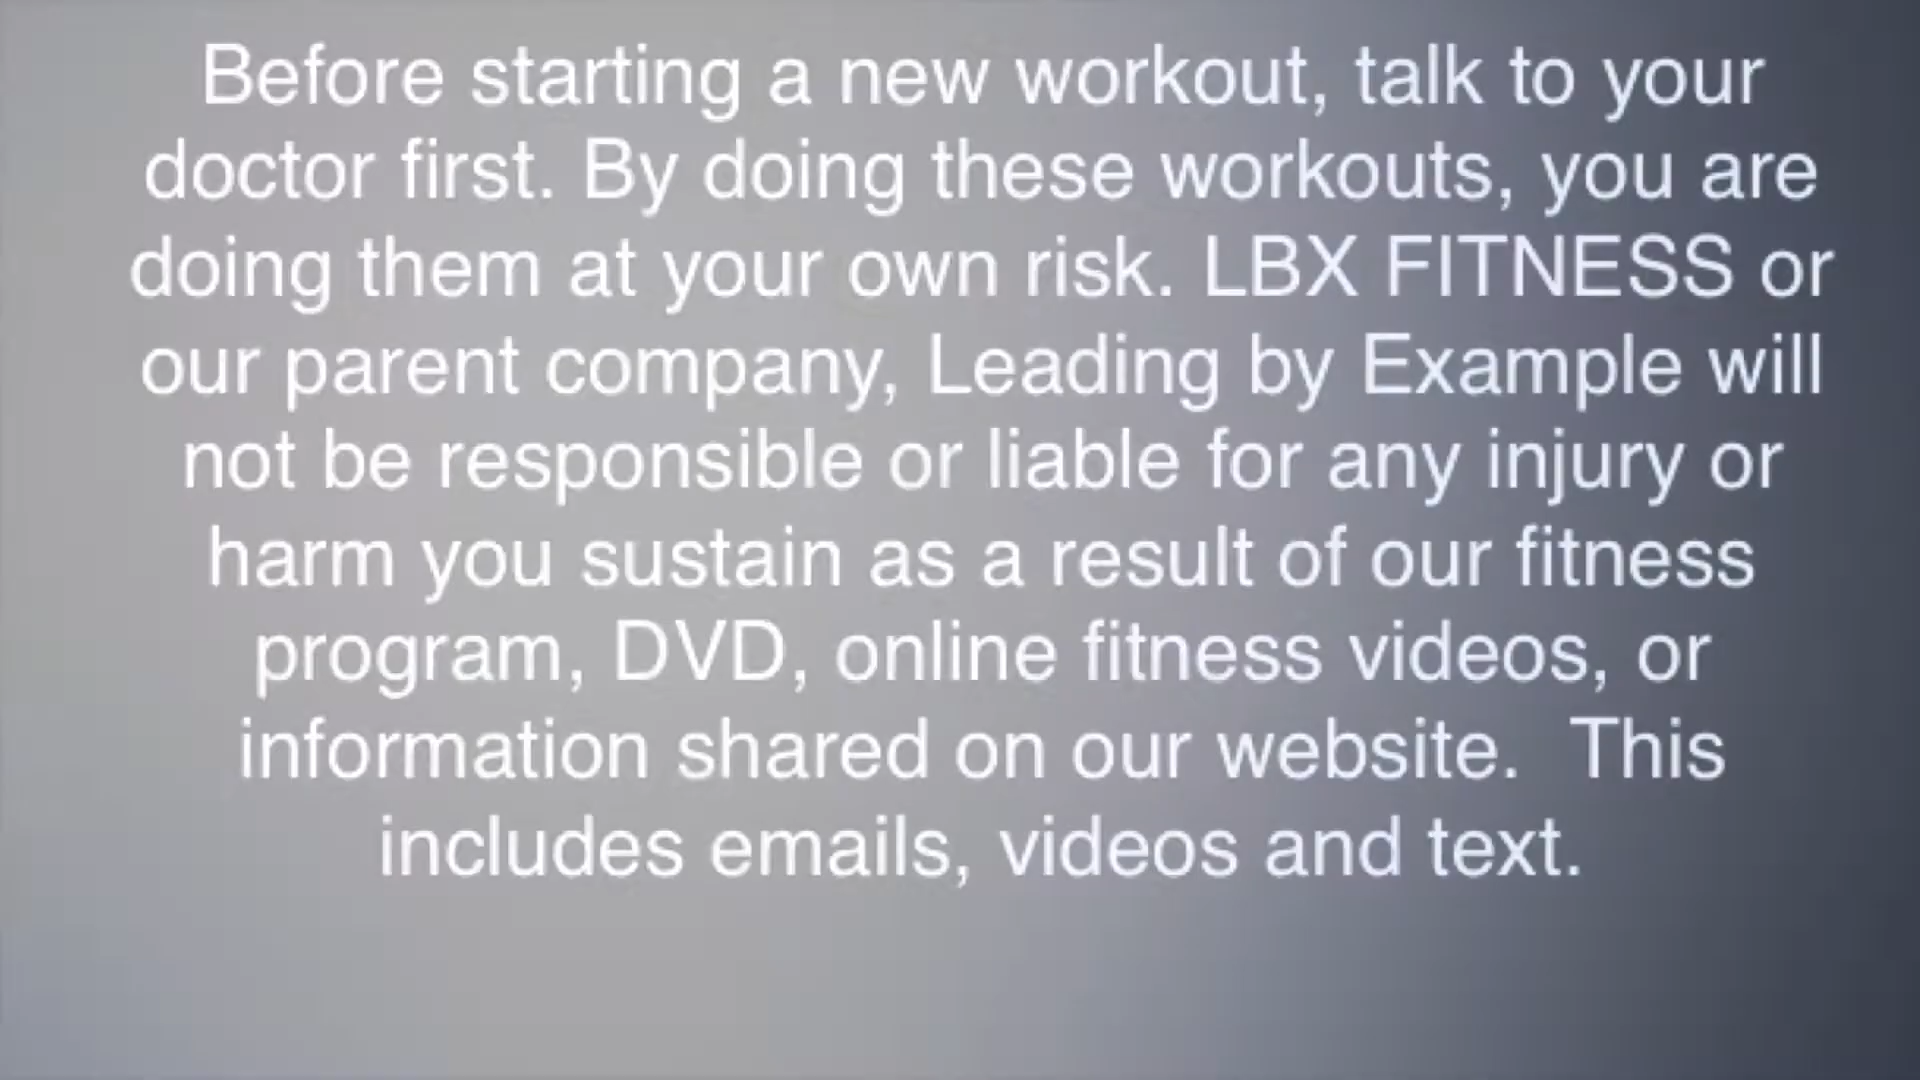 Before starting a new workout, talk to your
doctor first. By doing these workouts, you are
doing them at your own risk. LBX FITNESS or
our parent company, Leading by Example will
not be responsible or liable for any injury or
harm you sustain as a result of our fitness
program, DVD, online fitness videos, or
information shared on our website.  This
includes emails, videos and text.